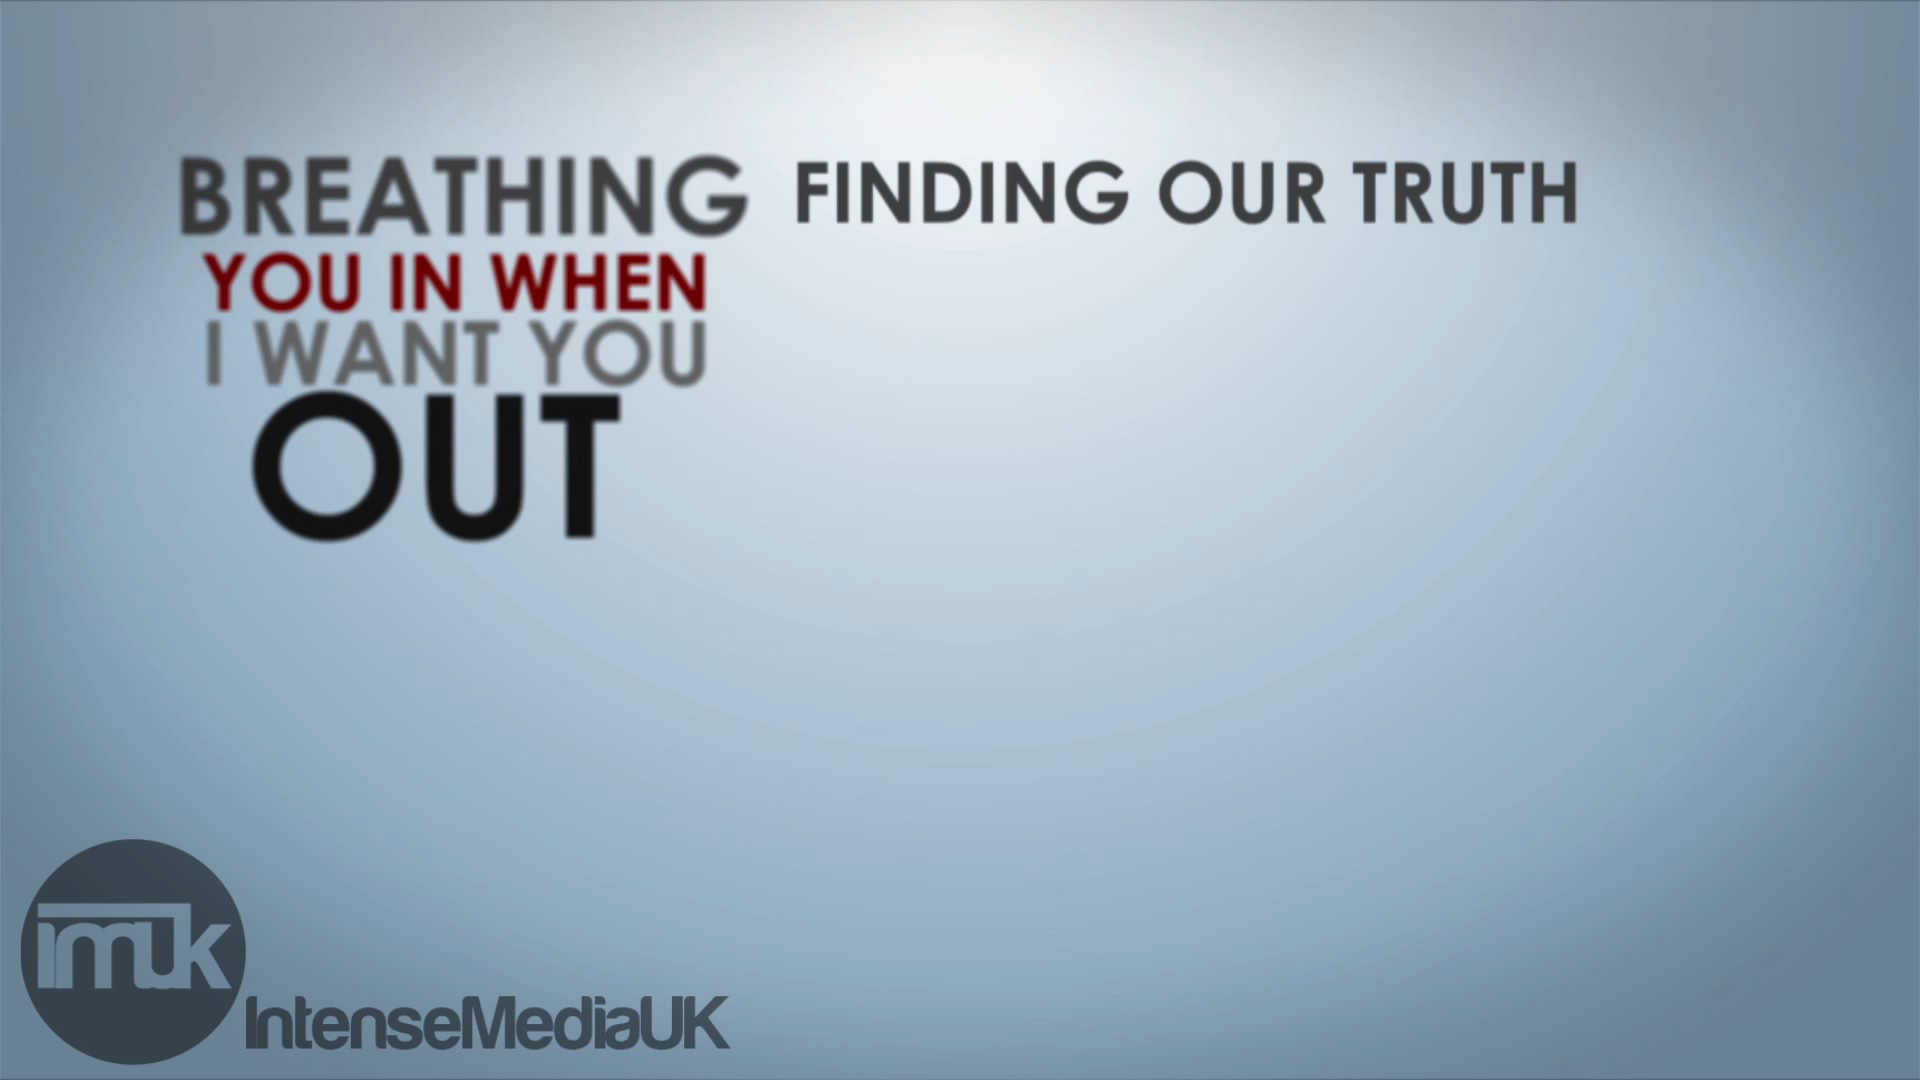 BREATHING
YOU IN WHEN
I WANT YOU
OUT
FINDING OUR TRUTH
imuk
IntenseMediaUK